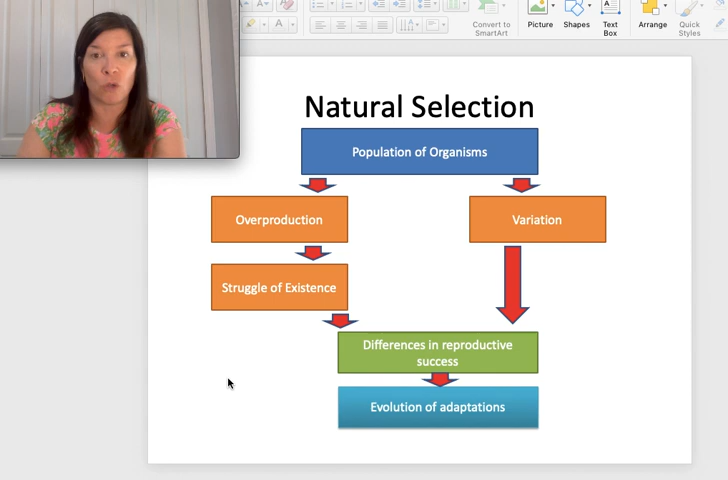 Convert to
SmartArt
Picture
Shapes
Text
Box
Arrange
Quick
Styles
Natural Selection
Population of Organisms
Overproduction
Variation
Struggle of Existence
Differences in reproductive
success
Evolution of adaptations